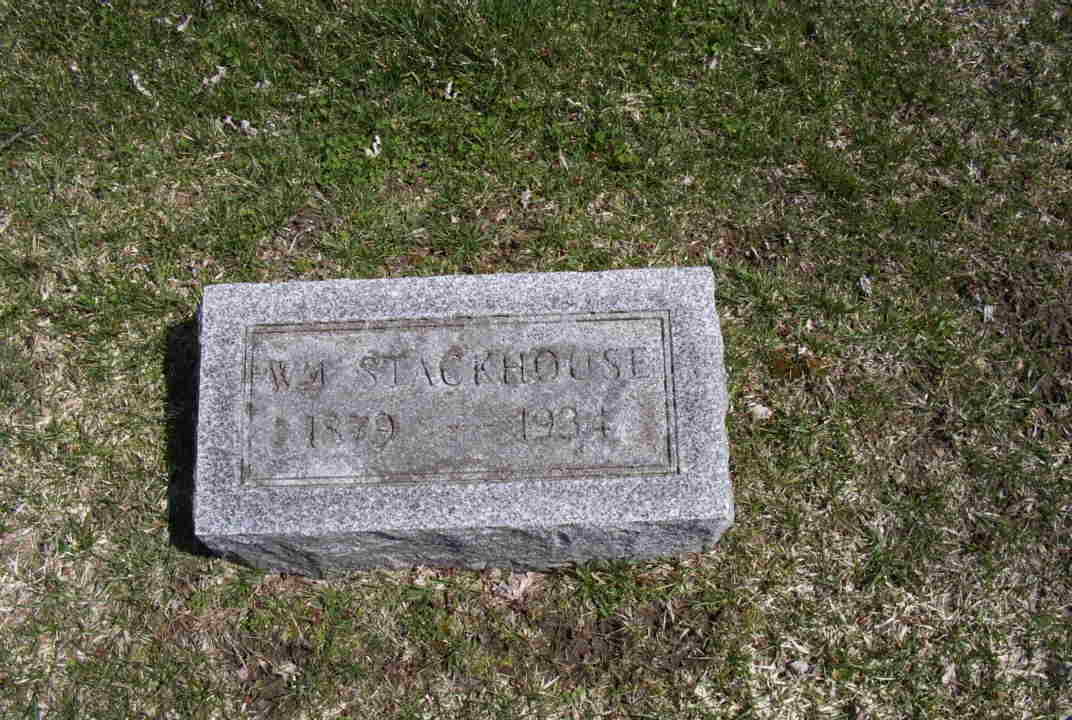 WM STACKHOUSE
1879 - 1934